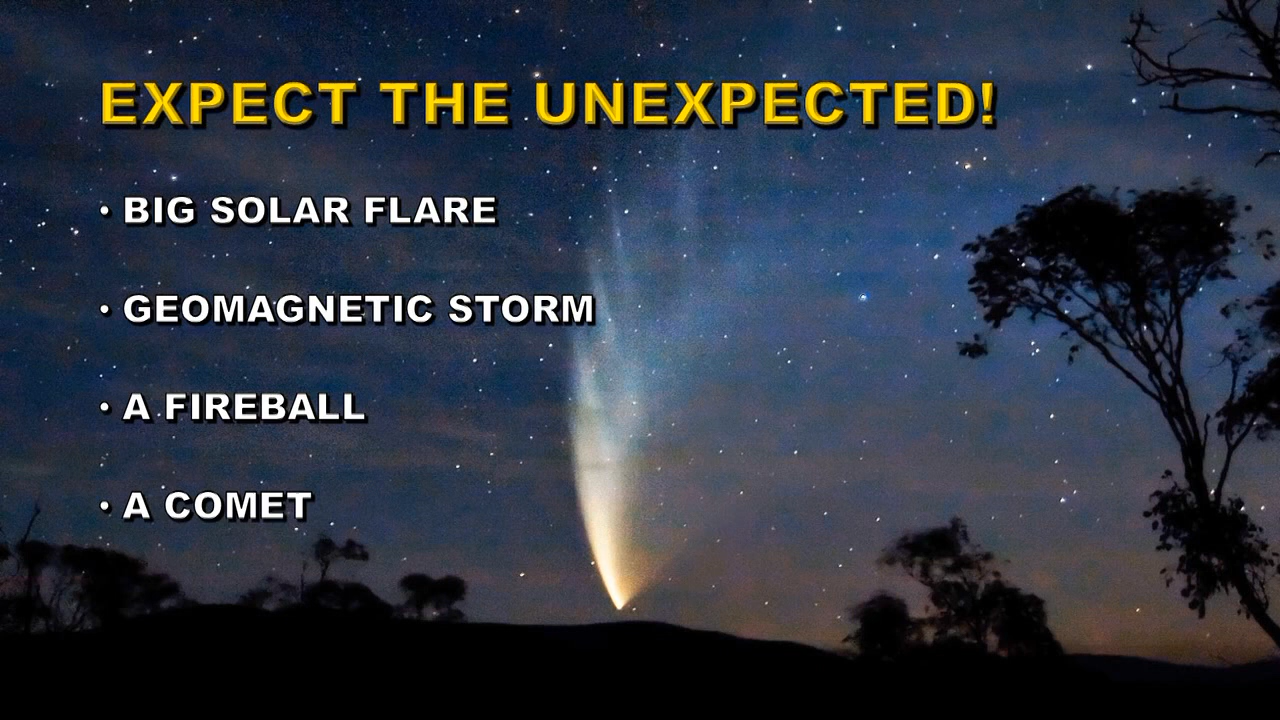 EXPECT THE UNEXPECTED!
• BIG SOLAR FLARE
• GEOMAGNETIC STORM
• A FIREBALL
• A COMET